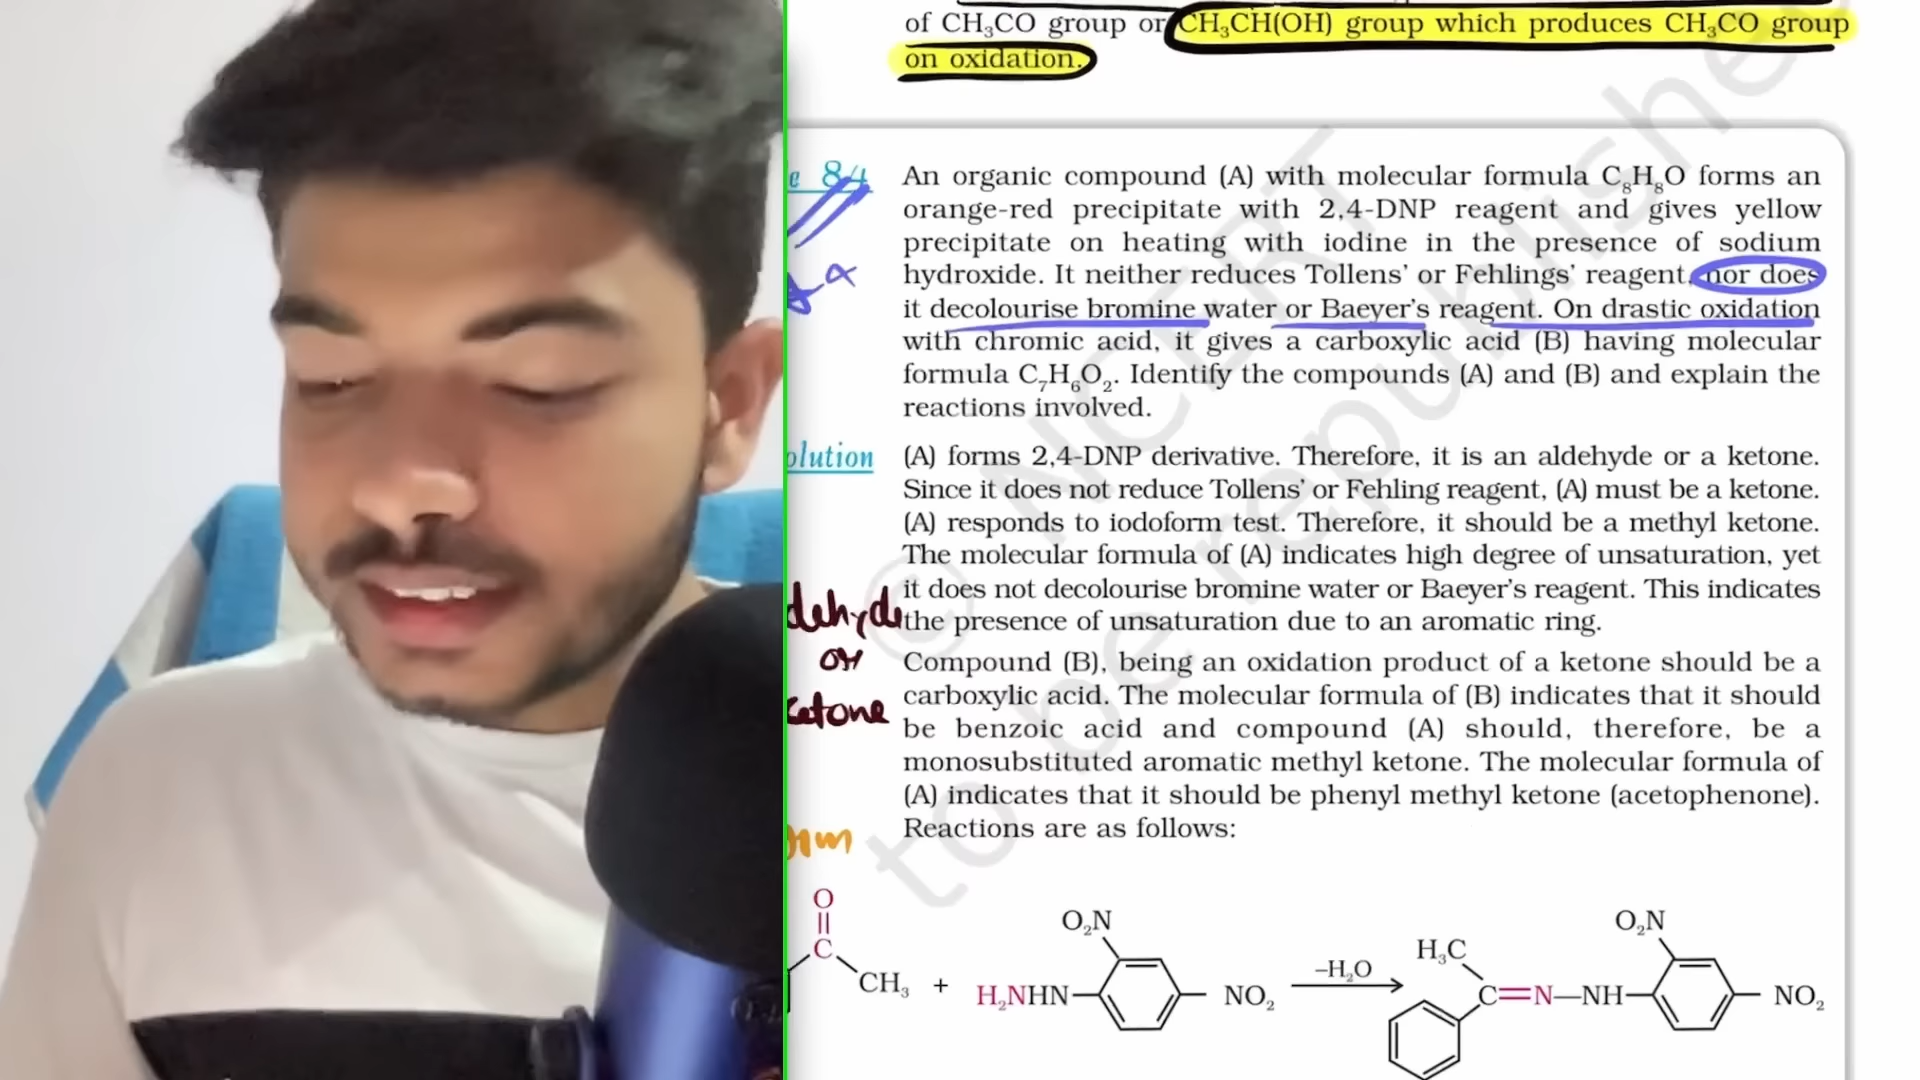 of CH₃CO group or CH₃CH(OH) group which produces CH₃CO group
on oxidation.
e 8.4
An organic compound (A) with molecular formula C₈H₈O forms an
orange-red precipitate with 2,4-DNP reagent and gives yellow
precipitate on heating with iodine in the presence of sodium
hydroxide. It neither reduces Tollens’ or Fehlings’ reagent, nor does
it decolourise bromine water or Baeyer’s reagent. On drastic oxidation
with chromic acid, it gives a carboxylic acid (B) having molecular
formula C₇H₆O₂. Identify the compounds (A) and (B) and explain the
reactions involved.
olution
(A) forms 2,4-DNP derivative. Therefore, it is an aldehyde or a ketone.
Since it does not reduce Tollens’ or Fehling reagent, (A) must be a ketone.
(A) responds to iodoform test. Therefore, it should be a methyl ketone.
The molecular formula of (A) indicates high degree of unsaturation, yet
it does not decolourise bromine water or Baeyer’s reagent. This indicates
the presence of unsaturation due to an aromatic ring.
dehyde
or
ketone
Compound (B), being an oxidation product of a ketone should be a
carboxylic acid. The molecular formula of (B) indicates that it should
be benzoic acid and compound (A) should, therefore, be a
monosubstituted aromatic methyl ketone. The molecular formula of
(A) indicates that it should be phenyl methyl ketone (acetophenone).
Reactions are as follows:
O
C
CH₃ + H₂NHN
O₂N
NO₂
–H₂O
H₃C
C=N—NH
O₂N
NO₂
© NCERT
to be republished